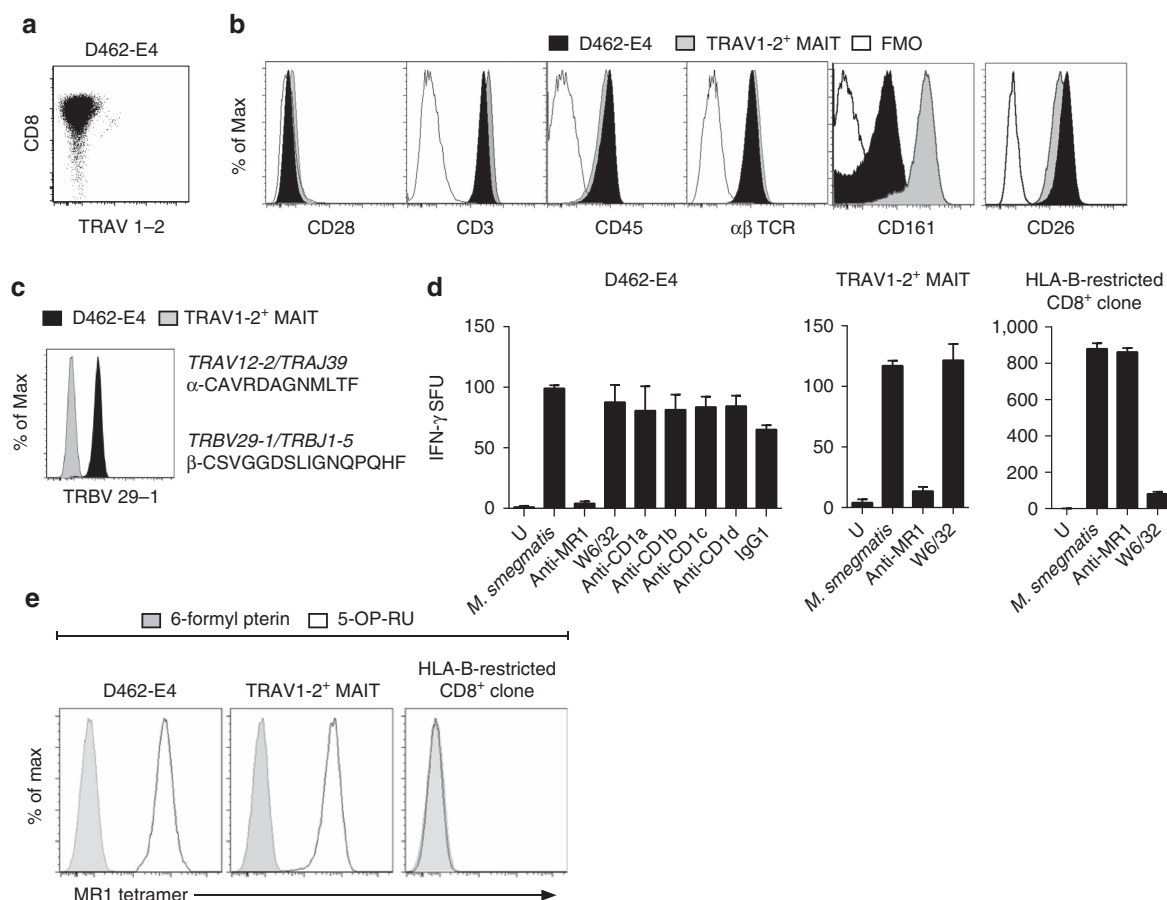 a
D462-E4
CD8
TRAV 1–2
b
D462-E4 TRAV1-2+ MAIT FMO
% of Max
CD28 CD3 CD45 αβ TCR CD161 CD26
c
D462-E4 TRAV1-2+ MAIT
% of Max
TRBV 29–1
TRAV12-2/TRAJ39
α-CAVRDAGNMLTF
TRBV29-1/TRBJ1-5
β-CSVGGDSLIGNQPQHF
d
D462-E4
IFN-γ SFU
150
100
50
0
U
M. smegmatis
Anti-MR1
W6/32
Anti-CD1a
Anti-CD1b
Anti-CD1c
Anti-CD1d
IgG1
TRAV1-2+ MAIT
150
100
50
0
U
M. smegmatis
Anti-MR1
W6/32
HLA-B-restricted
CD8+ clone
1,000
800
600
400
200
0
U
M. smegmatis
Anti-MR1
W6/32
e
6-formyl pterin 5-OP-RU
D462-E4
TRAV1-2+ MAIT
HLA-B-restricted
CD8+ clone
% of max
MR1 tetramer